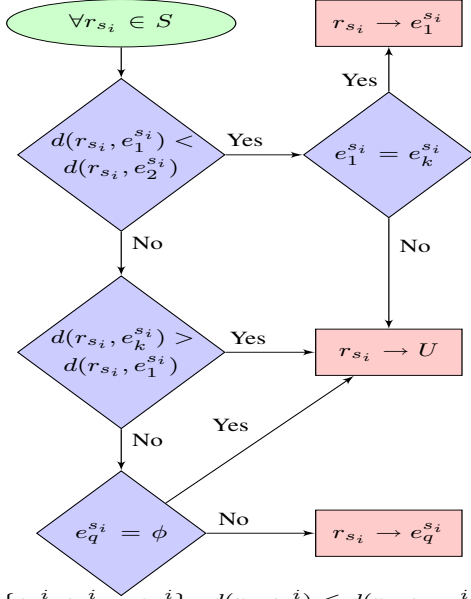 ∀r_{s_i} ∈ S
r_{s_i} → e_1^{s_i}
Yes
d(r_{s_i}, e_1^{s_i}) <
d(r_{s_i}, e_2^{s_i})
Yes
e_1^{s_i} = e_k^{s_i}
No
No
d(r_{s_i}, e_k^{s_i}) >
d(r_{s_i}, e_1^{s_i})
Yes
r_{s_i} → U
No
Yes
e_q^{s_i} = ϕ
No
r_{s_i} → e_q^{s_i}